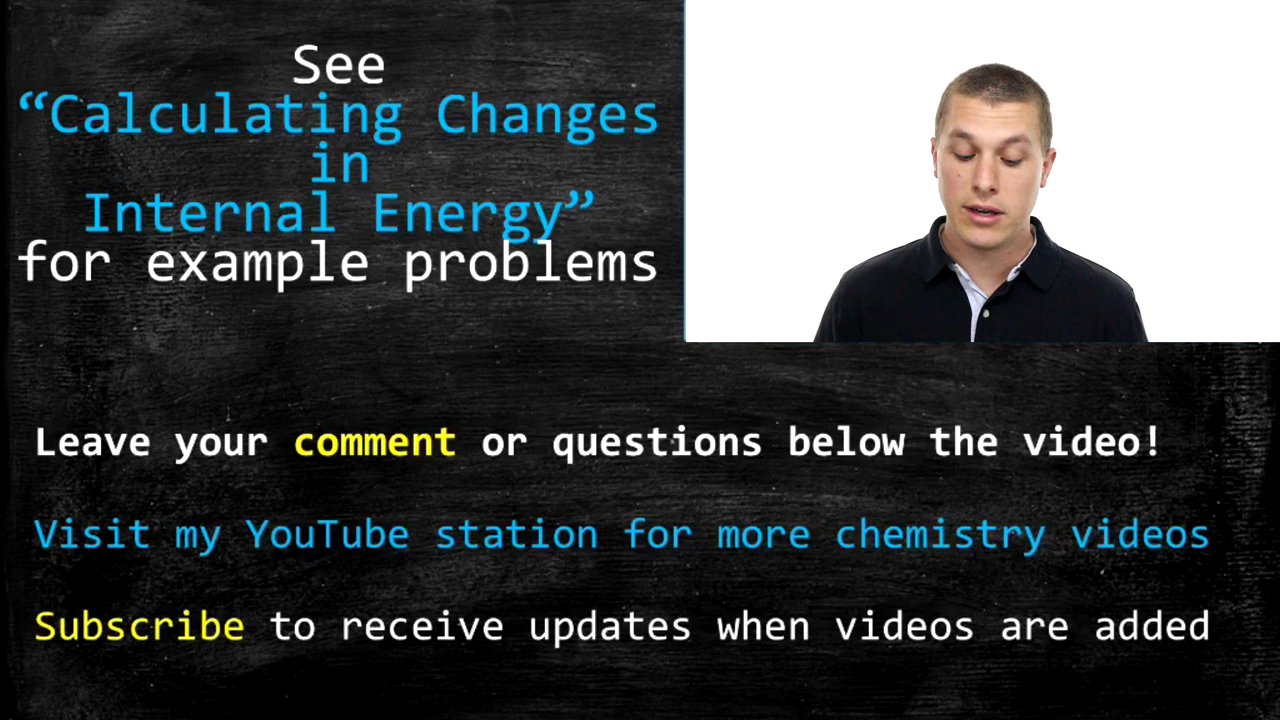 See
“Calculating Changes
in
Internal Energy”
for example problems
Leave your comment or questions below the video!
Visit my YouTube station for more chemistry videos
Subscribe to receive updates when videos are added